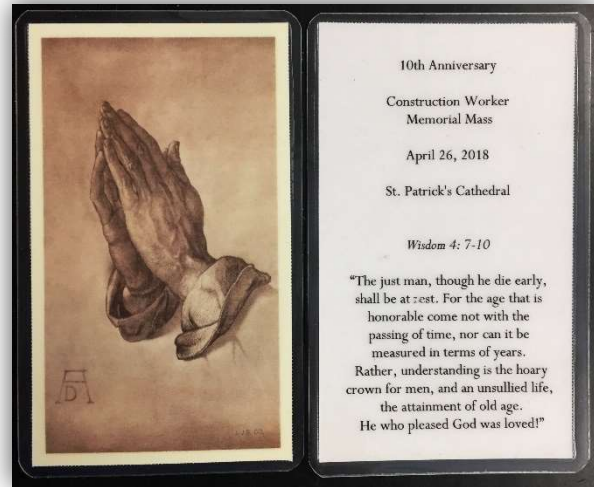 AD
10th Anniversary
Construction Worker
Memorial Mass
April 26, 2018
St. Patrick's Cathedral
Wisdom 4: 7-10
“The just man, though he die early,
shall be at rest. For the age that is
honorable come not with the
passing of time, nor can it be
measured in terms of years.
Rather, understanding is the hoary
crown for men, and an unsullied life,
the attainment of old age.
He who pleased God was loved!”